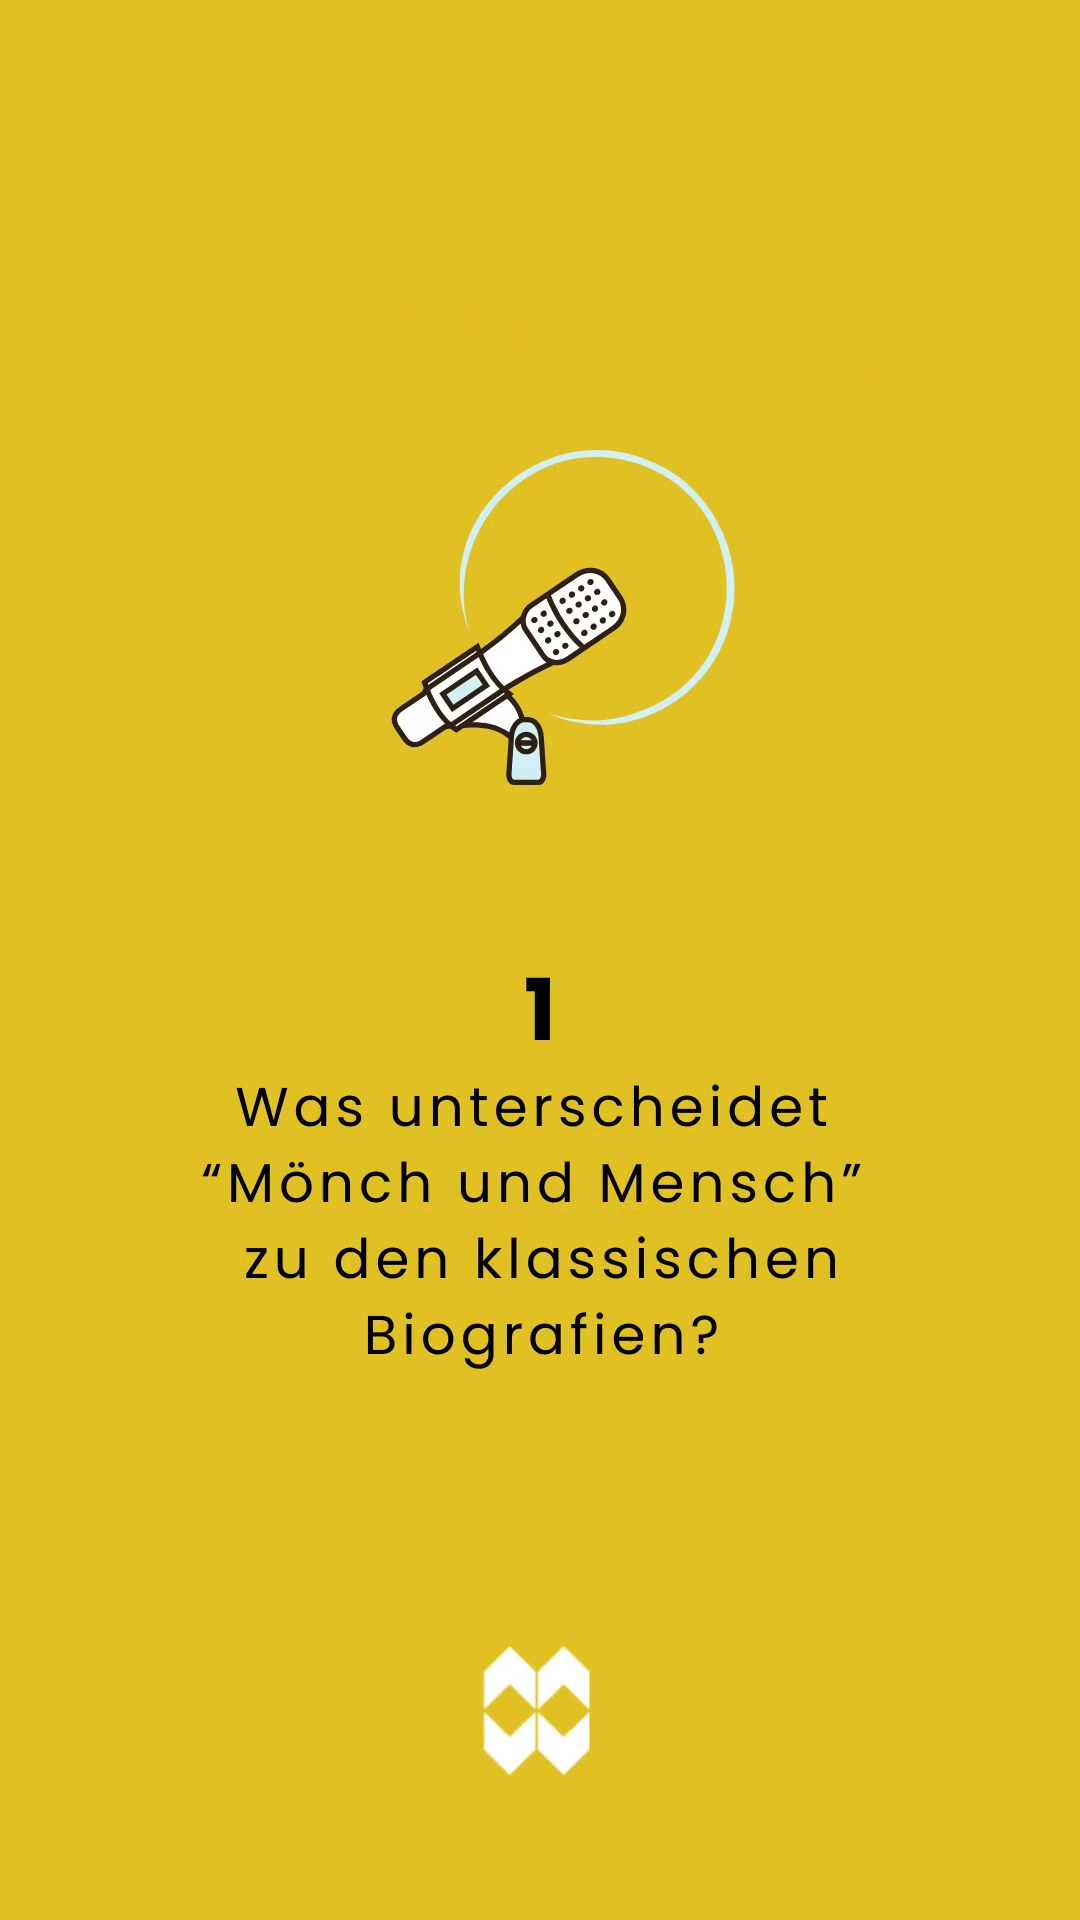 1
Was unterscheidet
“Mönch und Mensch”
zu den klassischen
Biografien?